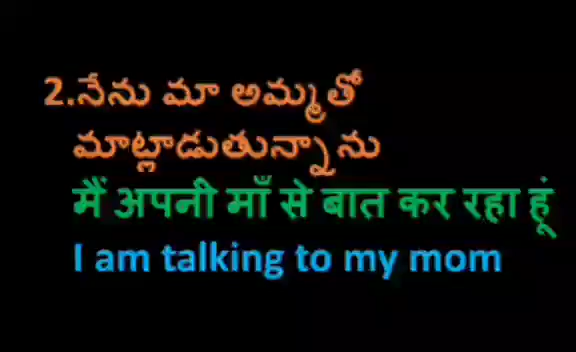 2.నేను మా అమ్మతో
మాట్లాడుతున్నాను
मैं अपनी माँ से बात कर रहा हूं
I am talking to my mom